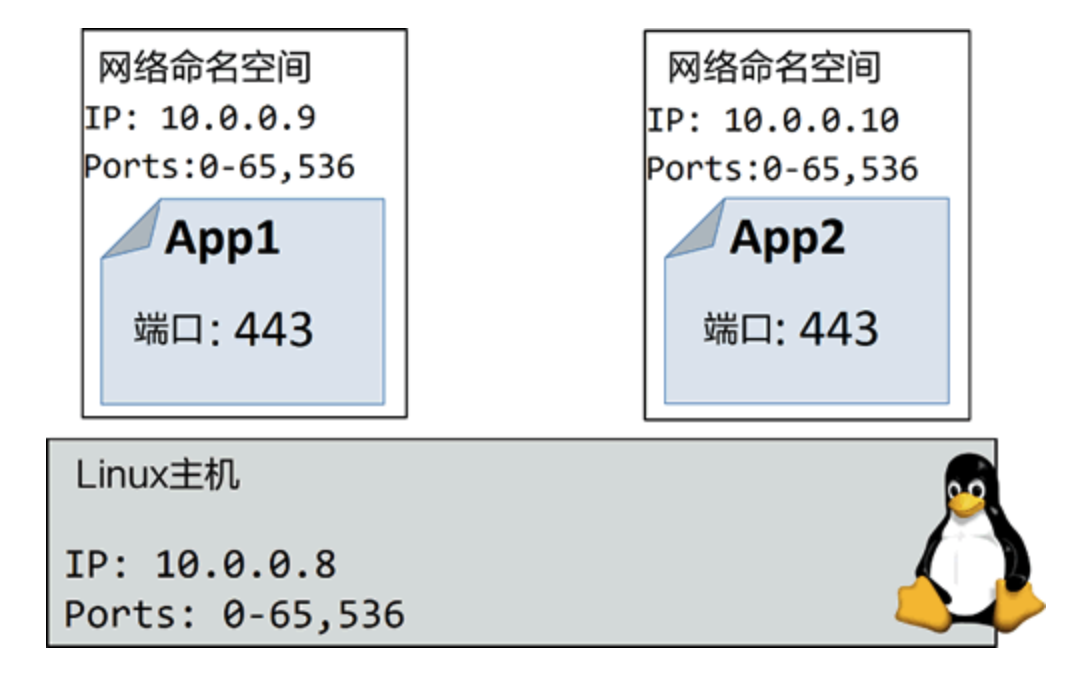 网络命名空间
IP: 10.0.0.9
Ports:0-65,536
App1
端口: 443
网络命名空间
IP: 10.0.0.10
Ports:0-65,536
App2
端口: 443
Linux主机
IP: 10.0.0.8
Ports: 0-65,536